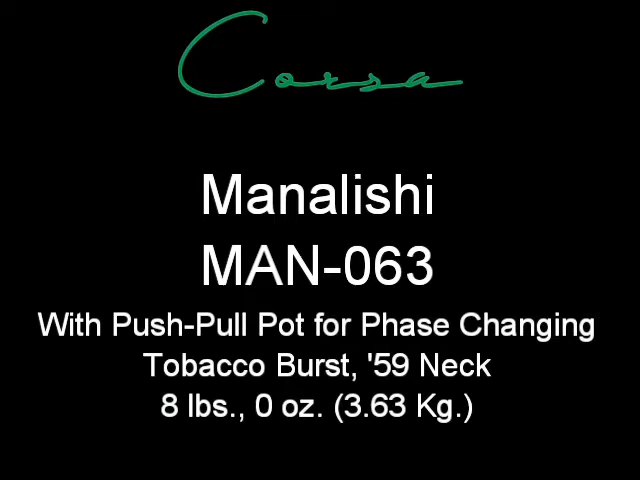 Corsa
Manalishi
MAN-063
With Push-Pull Pot for Phase Changing
Tobacco Burst, '59 Neck
8 lbs., 0 oz. (3.63 Kg.)